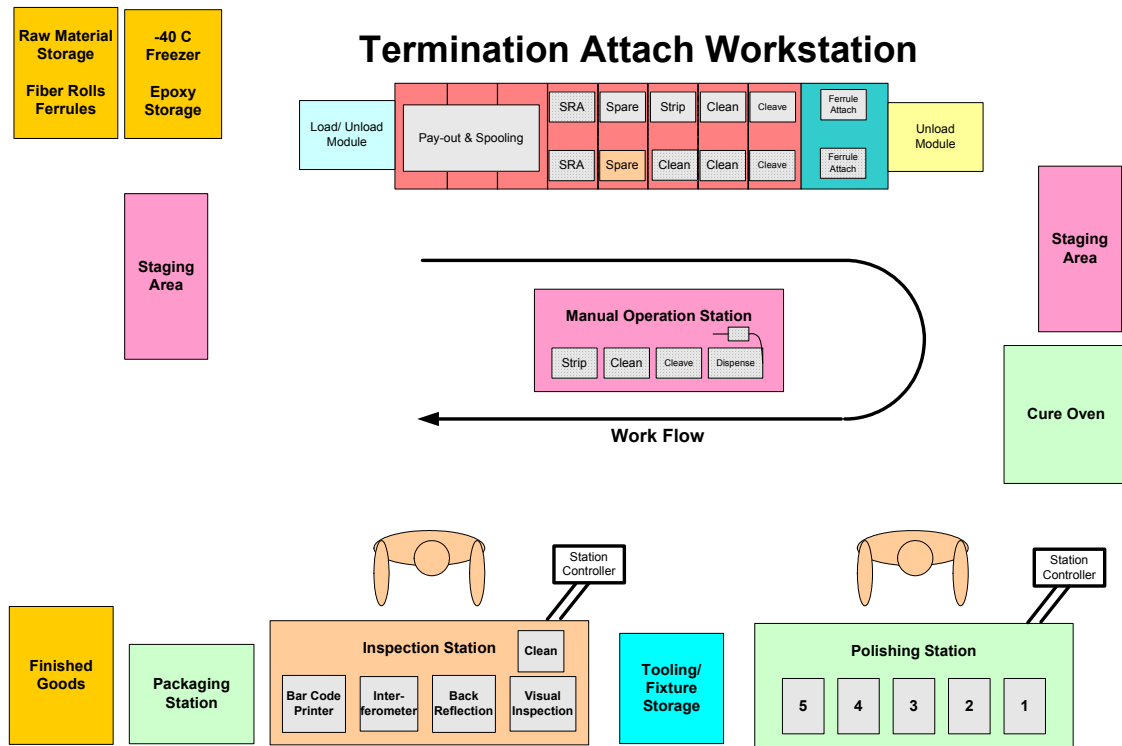 Termination Attach Workstation
Raw Material
Storage
Fiber Rolls
Ferrules
-40 C
Freezer
Epoxy
Storage
Load/ Unload
Module
Pay-out & Spooling
SRA
Spare
Strip
Clean
Cleave
Ferrule
Attach
SRA
Spare
Clean
Clean
Cleave
Ferrule
Attach
Unload
Module
Staging
Area
Staging
Area
Manual Operation Station
Strip
Clean
Cleave
Dispense
Work Flow
Cure Oven
Station
Controller
Station
Controller
Finished
Goods
Packaging
Station
Inspection Station
Clean
Bar Code
Printer
Inter-
ferometer
Back
Reflection
Visual
Inspection
Tooling/
Fixture
Storage
Polishing Station
5
4
3
2
1